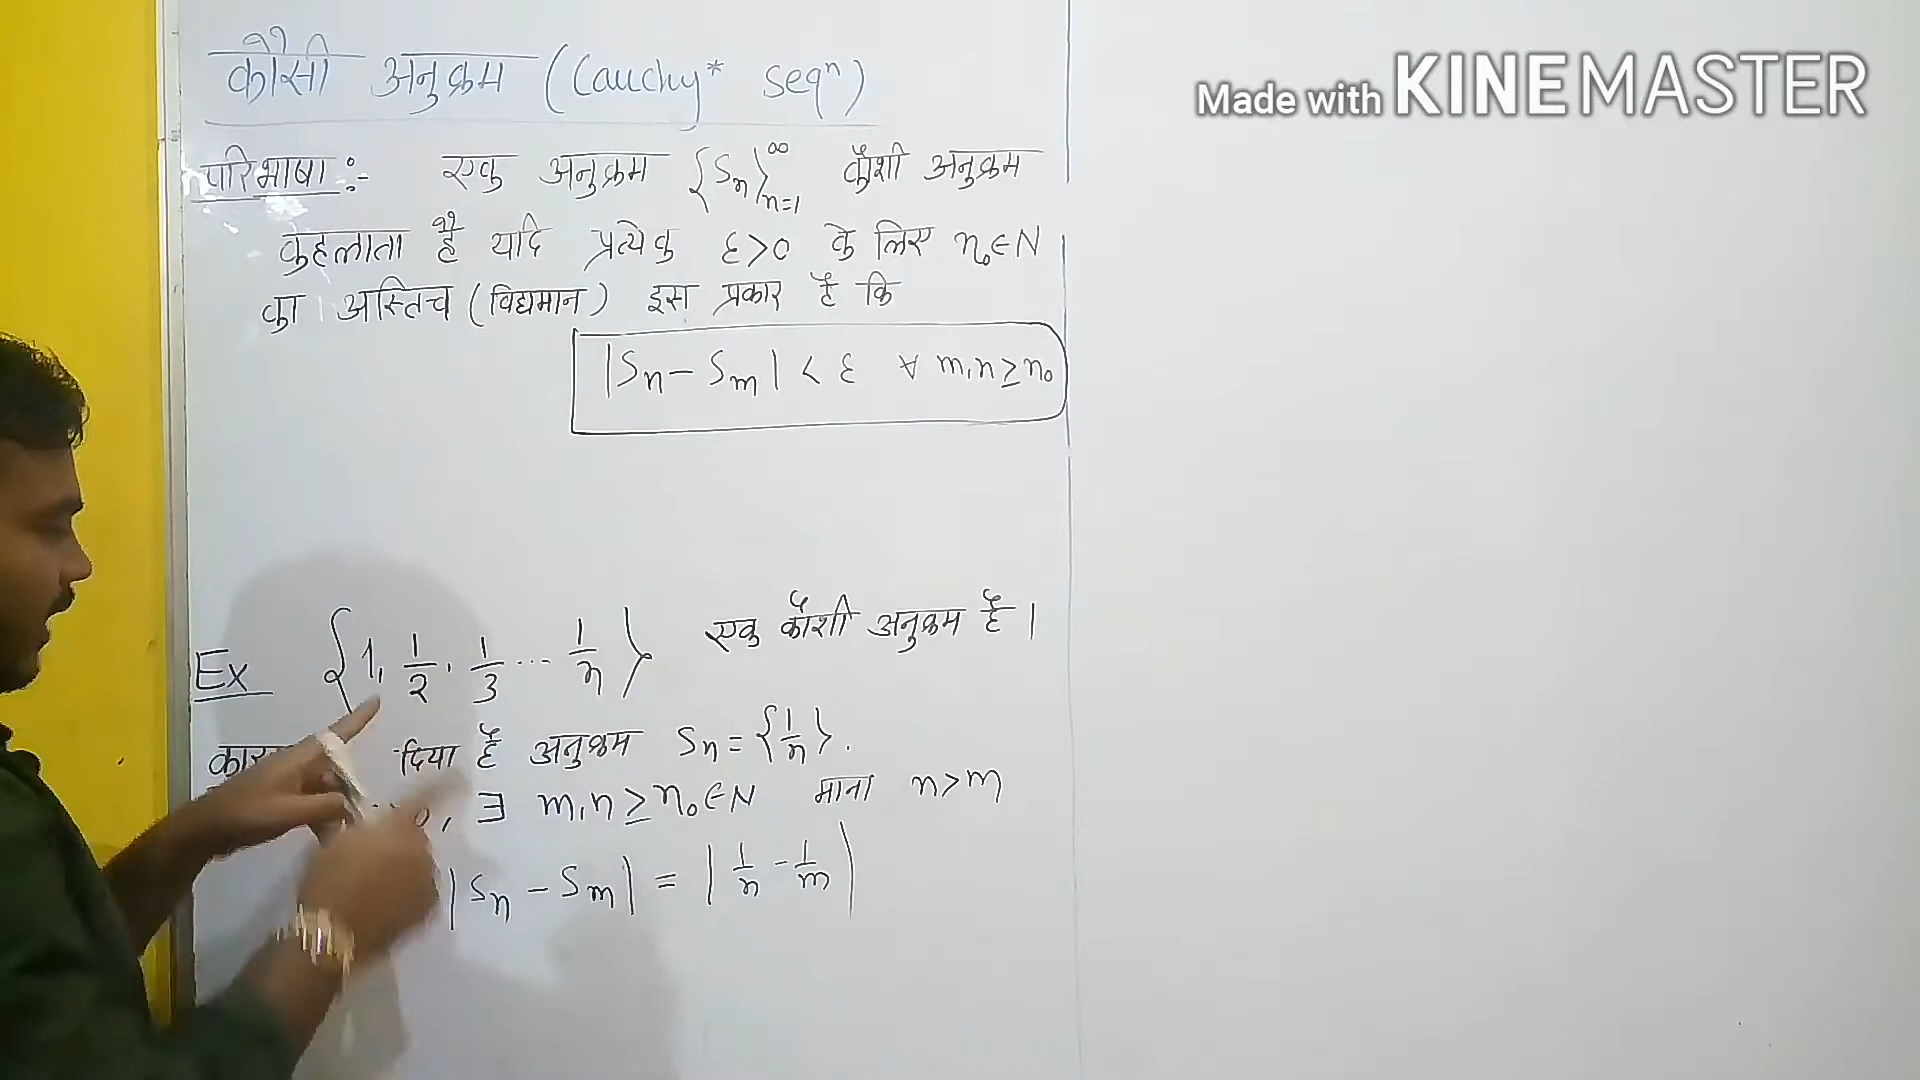 कौसी अनुक्रम (Cauchy* Seqⁿ)
Made with KINEMASTER
परिभाषा :- एक अनुक्रम {Sₙ}∞ₙ₌₁ कौशी अनुक्रम
कहलाता है यदि प्रत्येक ε>0 के लिए n₀∈N
का अस्तित्व (विद्यमान) इस प्रकार है कि
|Sₙ - Sₘ| < ε ∀ m,n ≥ n₀
Ex {1, 1/2, 1/3 ... 1/n} एक कौशी अनुक्रम है।
दिया है अनुक्रम Sₙ = {1/n}.
, ∃ m,n ≥ n₀∈N माना n>m
|Sₙ - Sₘ| = |1/n - 1/m|